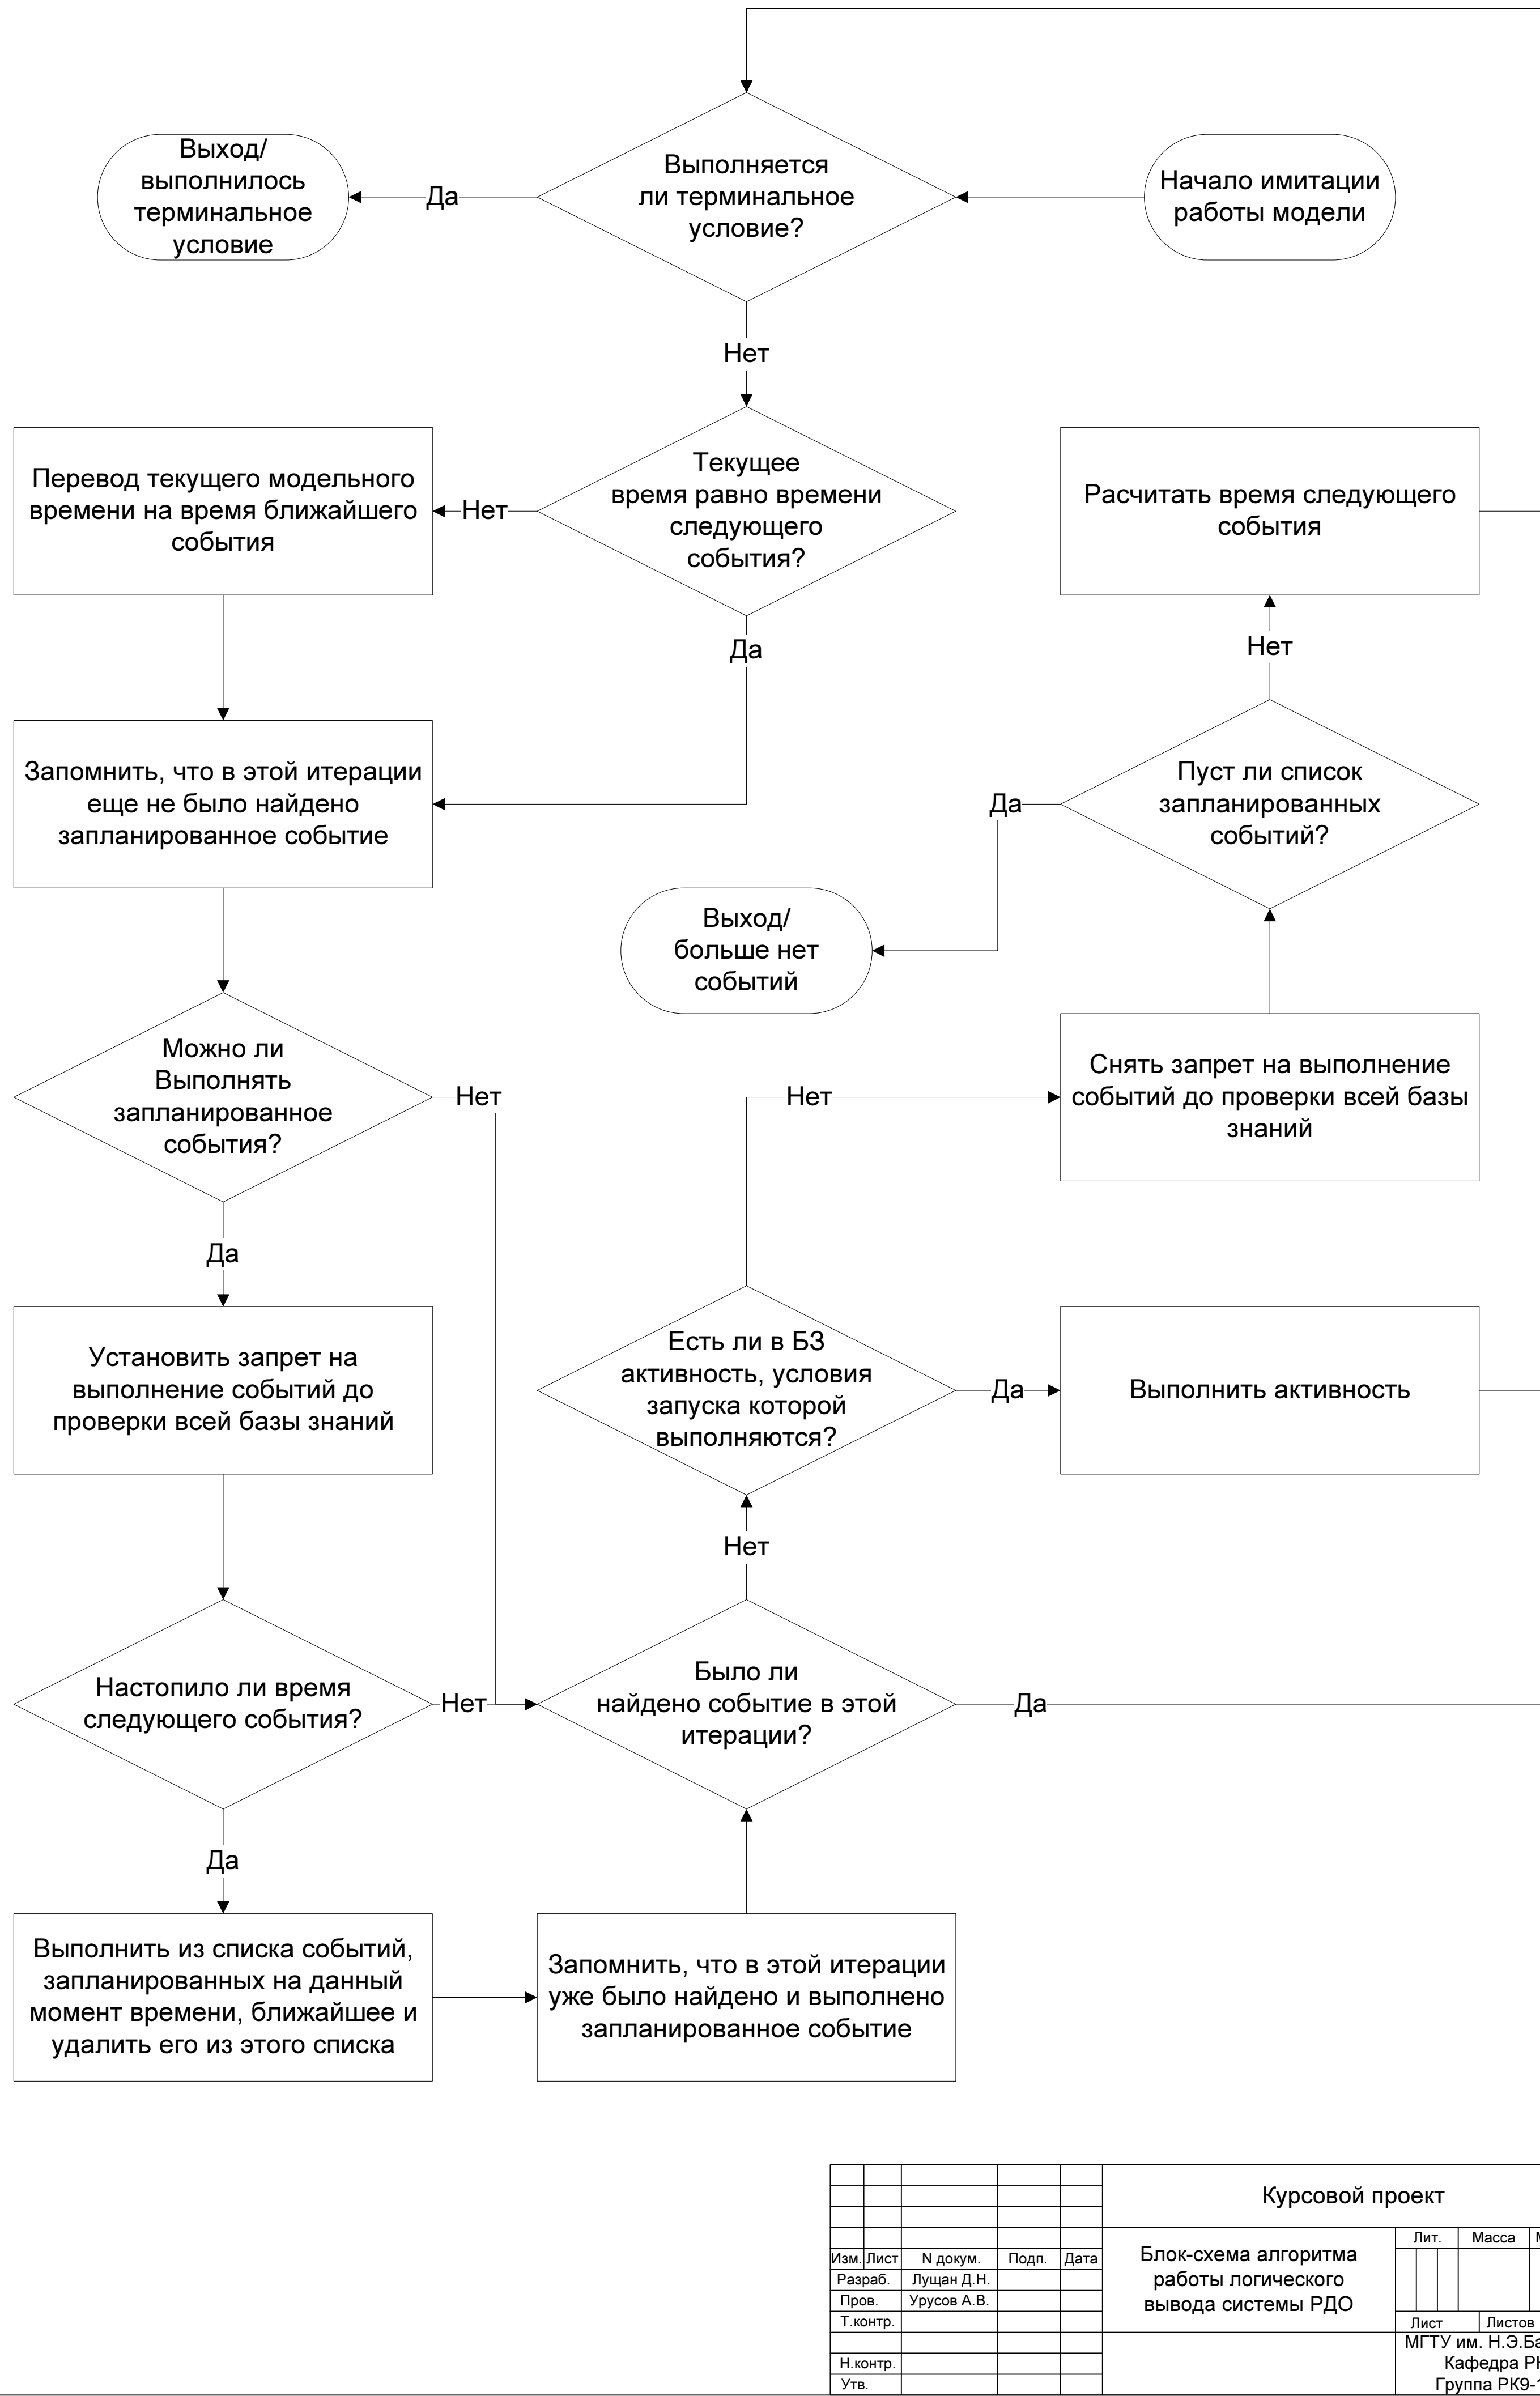 Выход/
выполнилось
терминальное
условие
Да
Выполняется
ли терминальное
условие?
Начало имитации
работы модели
Нет
Перевод текущего модельного
времени на время ближайшего
события
Нет
Текущее
время равно времени
следующего
события?
Расчитать время следующего
события
Да
Нет
Запомнить, что в этой итерации
еще не было найдено
запланированное событие
Да
Пуст ли список
запланированных
событий?
Выход/
больше нет
событий
Можно ли
Выполнять
запланированное
события?
Нет
Нет
Снять запрет на выполнение
событий до проверки всей базы
знаний
Да
Установить запрет на
выполнение событий до
проверки всей базы знаний
Есть ли в БЗ
активность, условия
запуска которой
выполняются?
Да
Выполнить активность
Нет
Настопило ли время
следующего события?
Нет
Было ли
найдено событие в этой
итерации?
Да
Да
Выполнить из списка событий,
запланированных на данный
момент времени, ближайшее и
удалить его из этого списка
Запомнить, что в этой итерации
уже было найдено и выполнено
запланированное событие
Курсовой проект
Изм. Лист N докум. Подп. Дата
Разраб. Лущан Д.Н.
Пров. Урусов А.В.
Т.контр.
Н.контр.
Утв.
Блок-схема алгоритма
работы логического
вывода системы РДО
Лит. Масса
Лист Листов
МГТУ им. Н.Э.
Кафедра
Группа РК9-